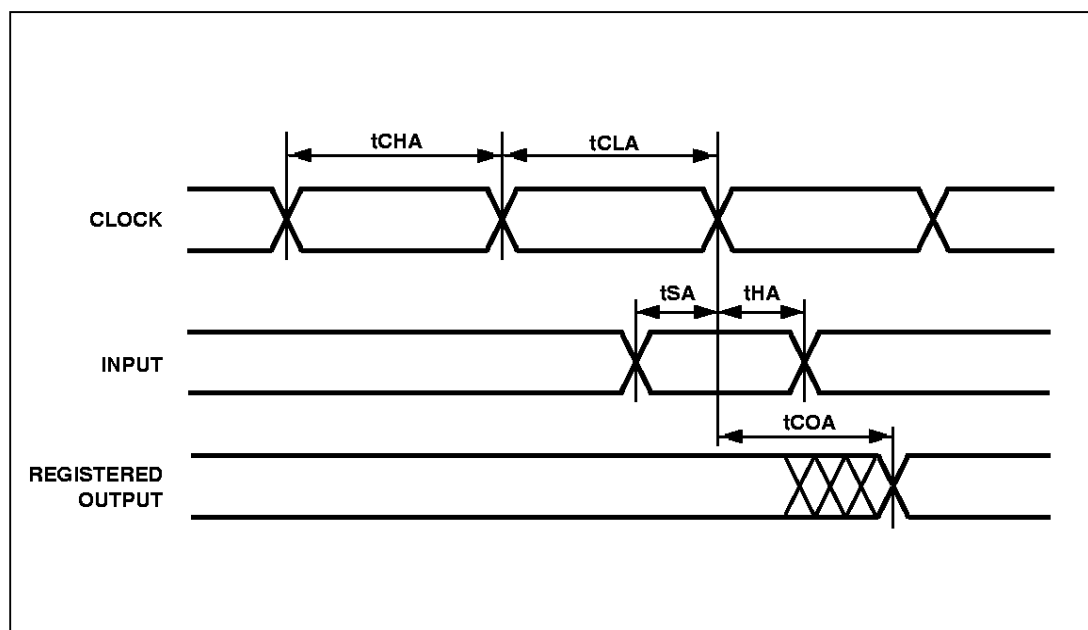 tCHA
tCLA
CLOCK
tSA
tHA
INPUT
tCOA
REGISTERED
OUTPUT